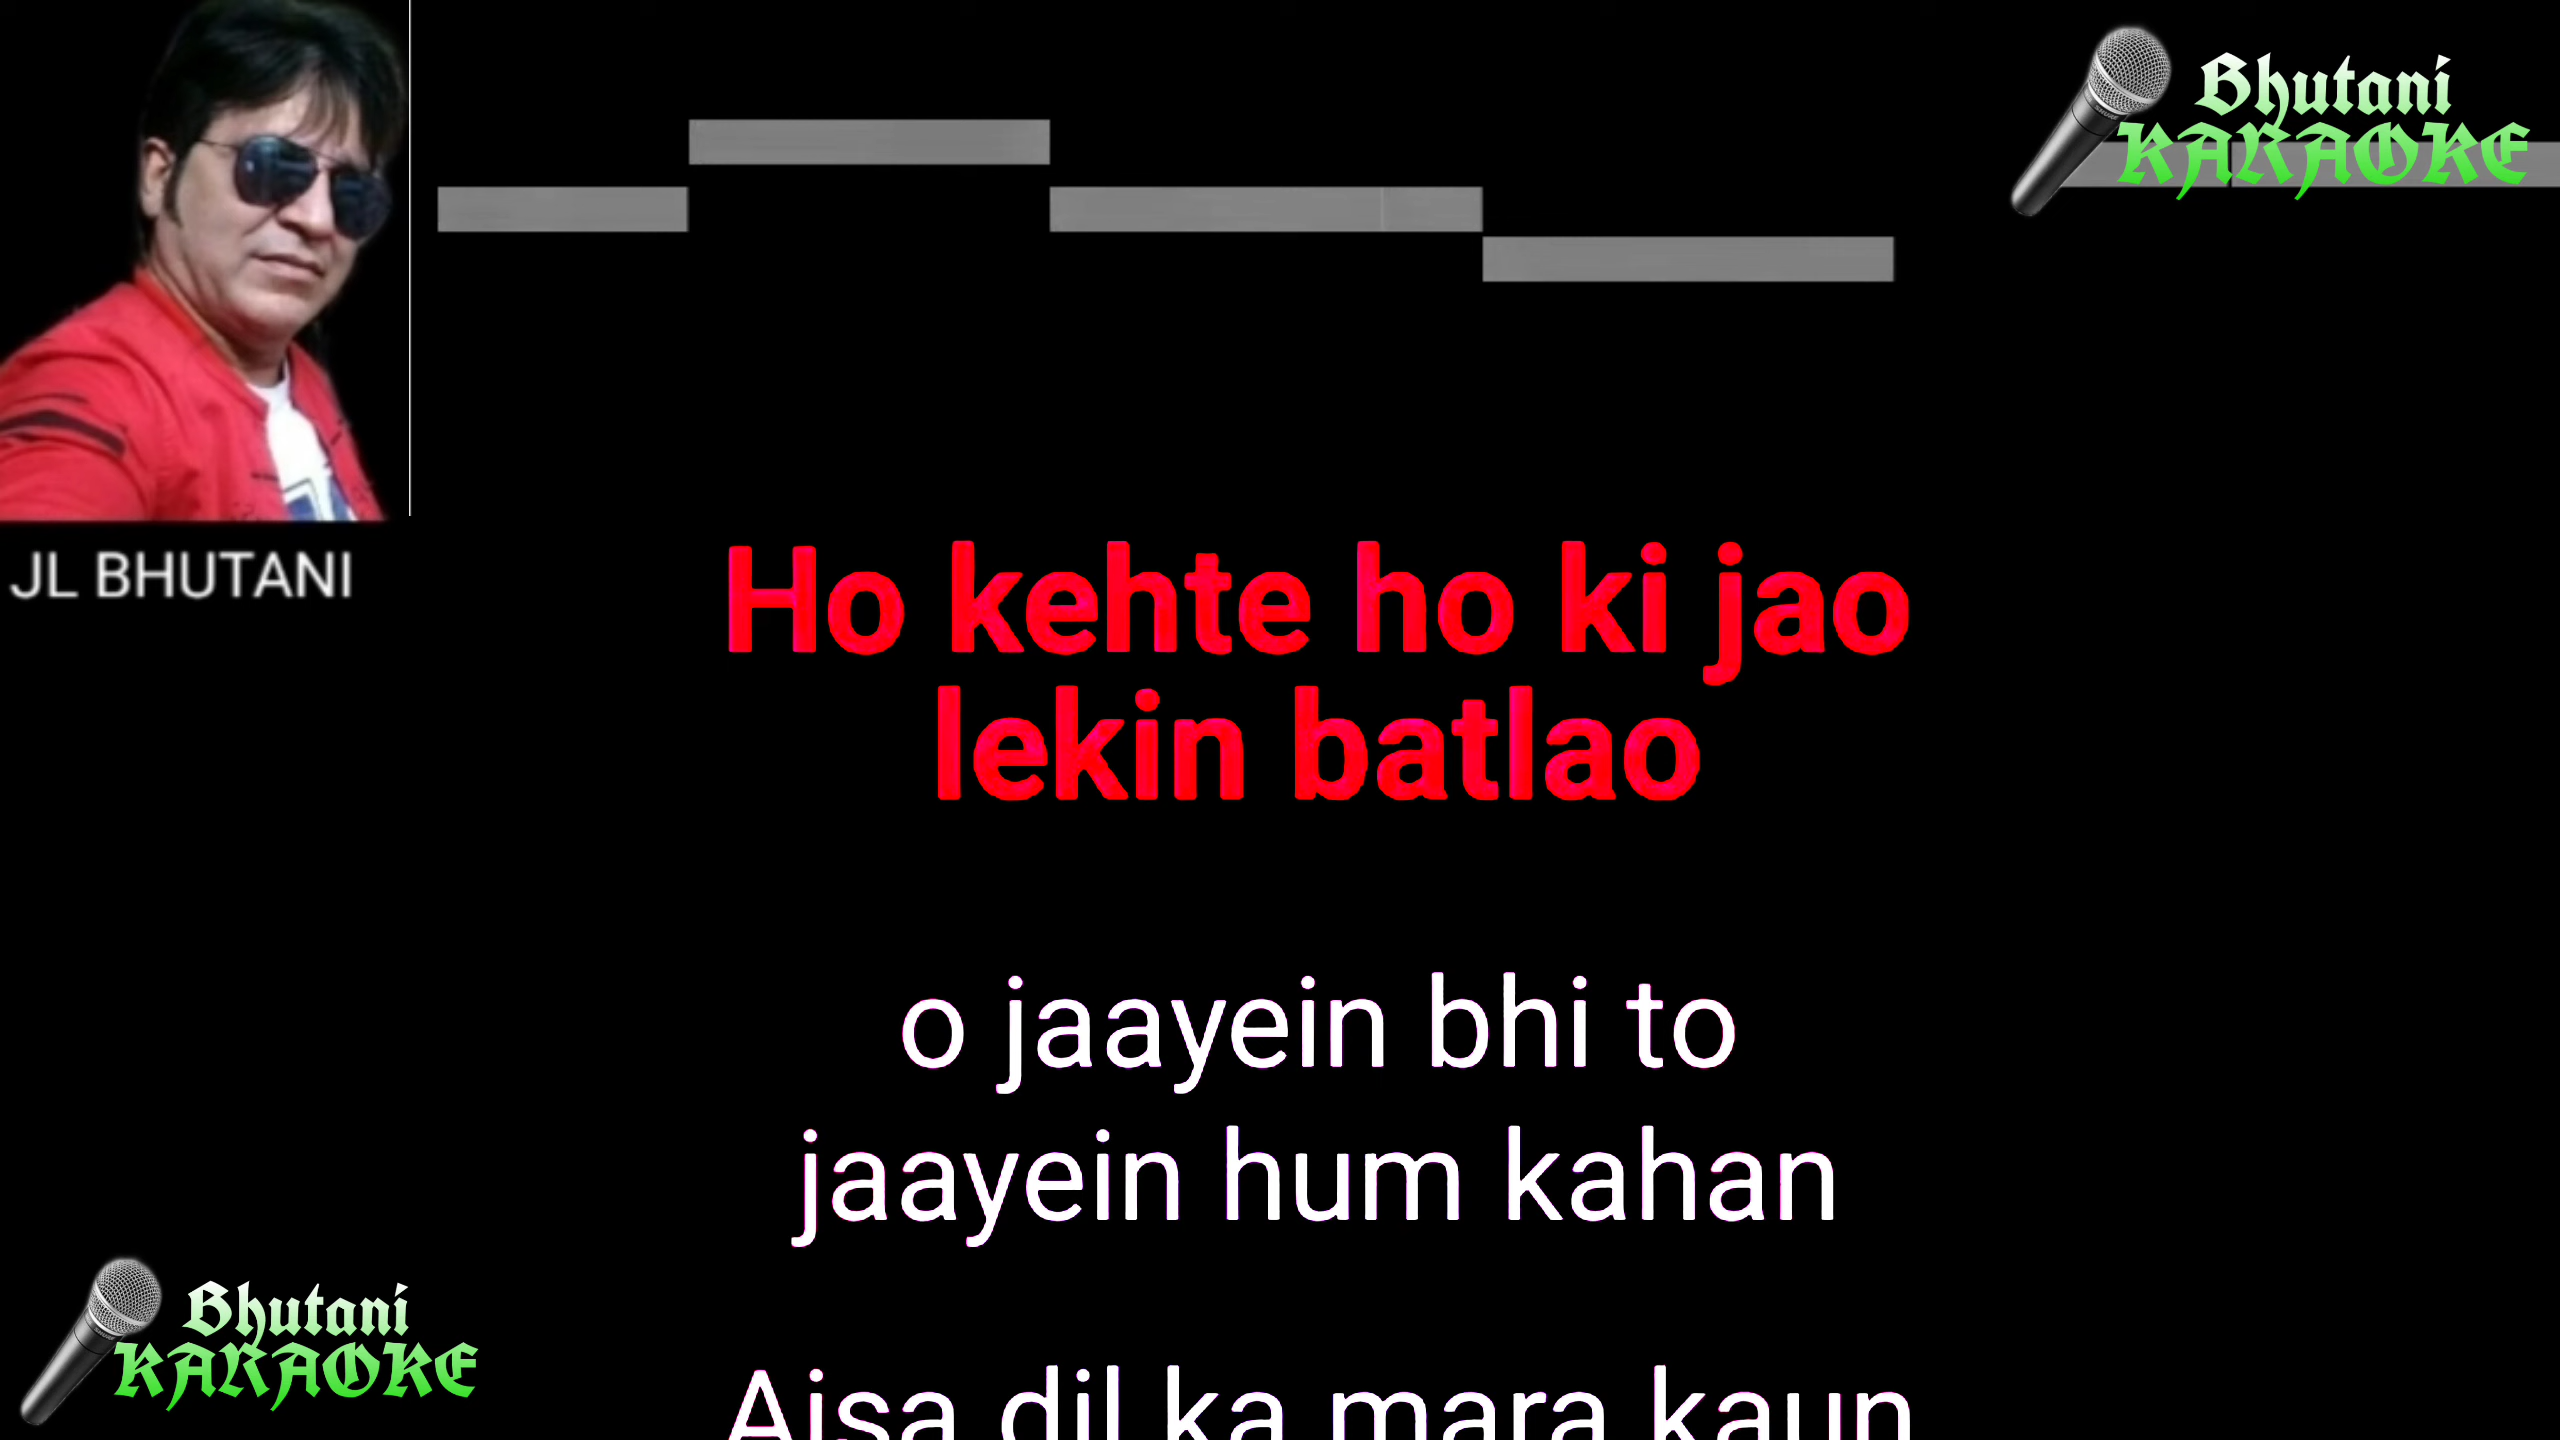 Bhutani
KARAOKE
JL BHUTANI
Ho kehte ho ki jao
lekin batlao
o jaayein bhi to
jaayein hum kahan
Aisa dil ka mara kaun
Bhutani
KARAOKE